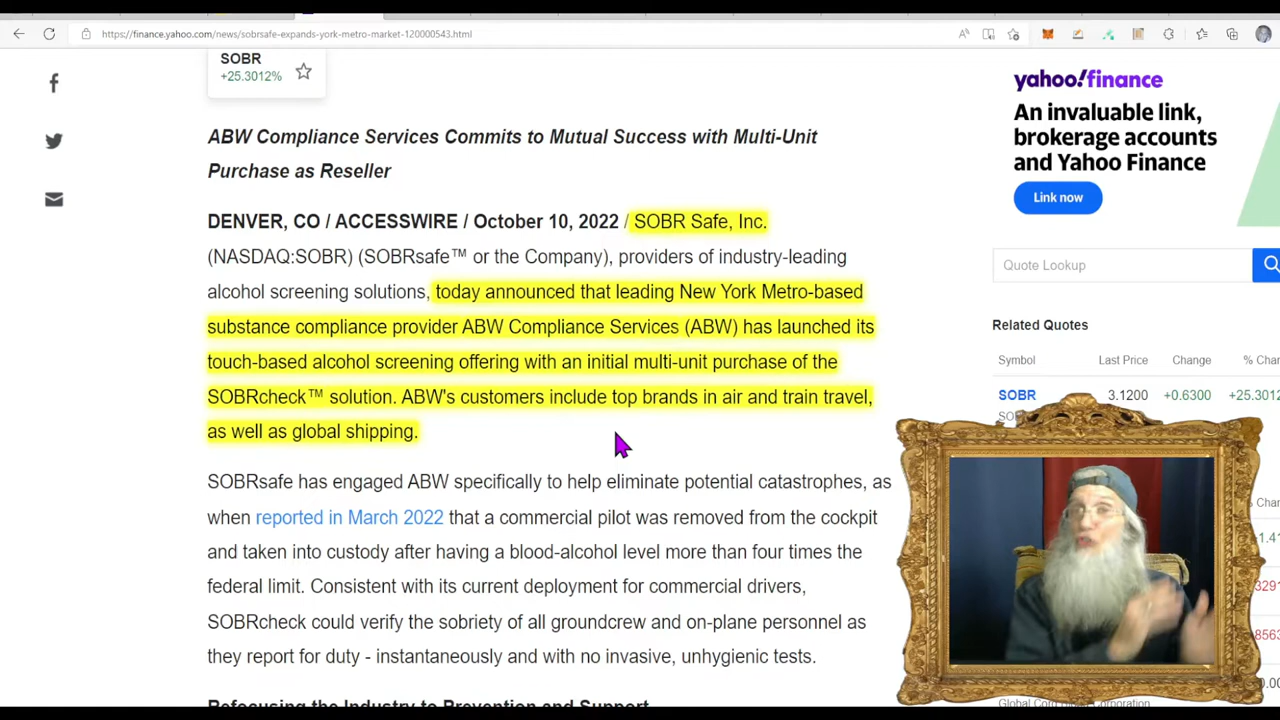 https://finance.yahoo.com/news/sobrsafe-expands-york-metro-market-120000543.html
SOBR
+25.3012%
ABW Compliance Services Commits to Mutual Success with Multi-Unit
Purchase as Reseller
DENVER, CO / ACCESSWIRE / October 10, 2022 / SOBR Safe, Inc.
(NASDAQ:SOBR) (SOBRsafe™ or the Company), providers of industry-leading
alcohol screening solutions, today announced that leading New York Metro-based
substance compliance provider ABW Compliance Services (ABW) has launched its
touch-based alcohol screening offering with an initial multi-unit purchase of the
SOBRcheck™ solution. ABW's customers include top brands in air and train travel,
as well as global shipping.
SOBRsafe has engaged ABW specifically to help eliminate potential catastrophes, as
when reported in March 2022 that a commercial pilot was removed from the cockpit
and taken into custody after having a blood-alcohol level more than four times the
federal limit. Consistent with its current deployment for commercial drivers,
SOBRcheck could verify the sobriety of all groundcrew and on-plane personnel as
they report for duty - instantaneously and with no invasive, unhygienic tests.
Refocusing the Industry to Prevention and Support
yahoo!finance
An invaluable link,
brokerage accounts
and Yahoo Finance
Link now
Quote Lookup
Related Quotes
Symbol Last Price Change % Cha
SOBR 3.1200 +0.6300 +25.3012